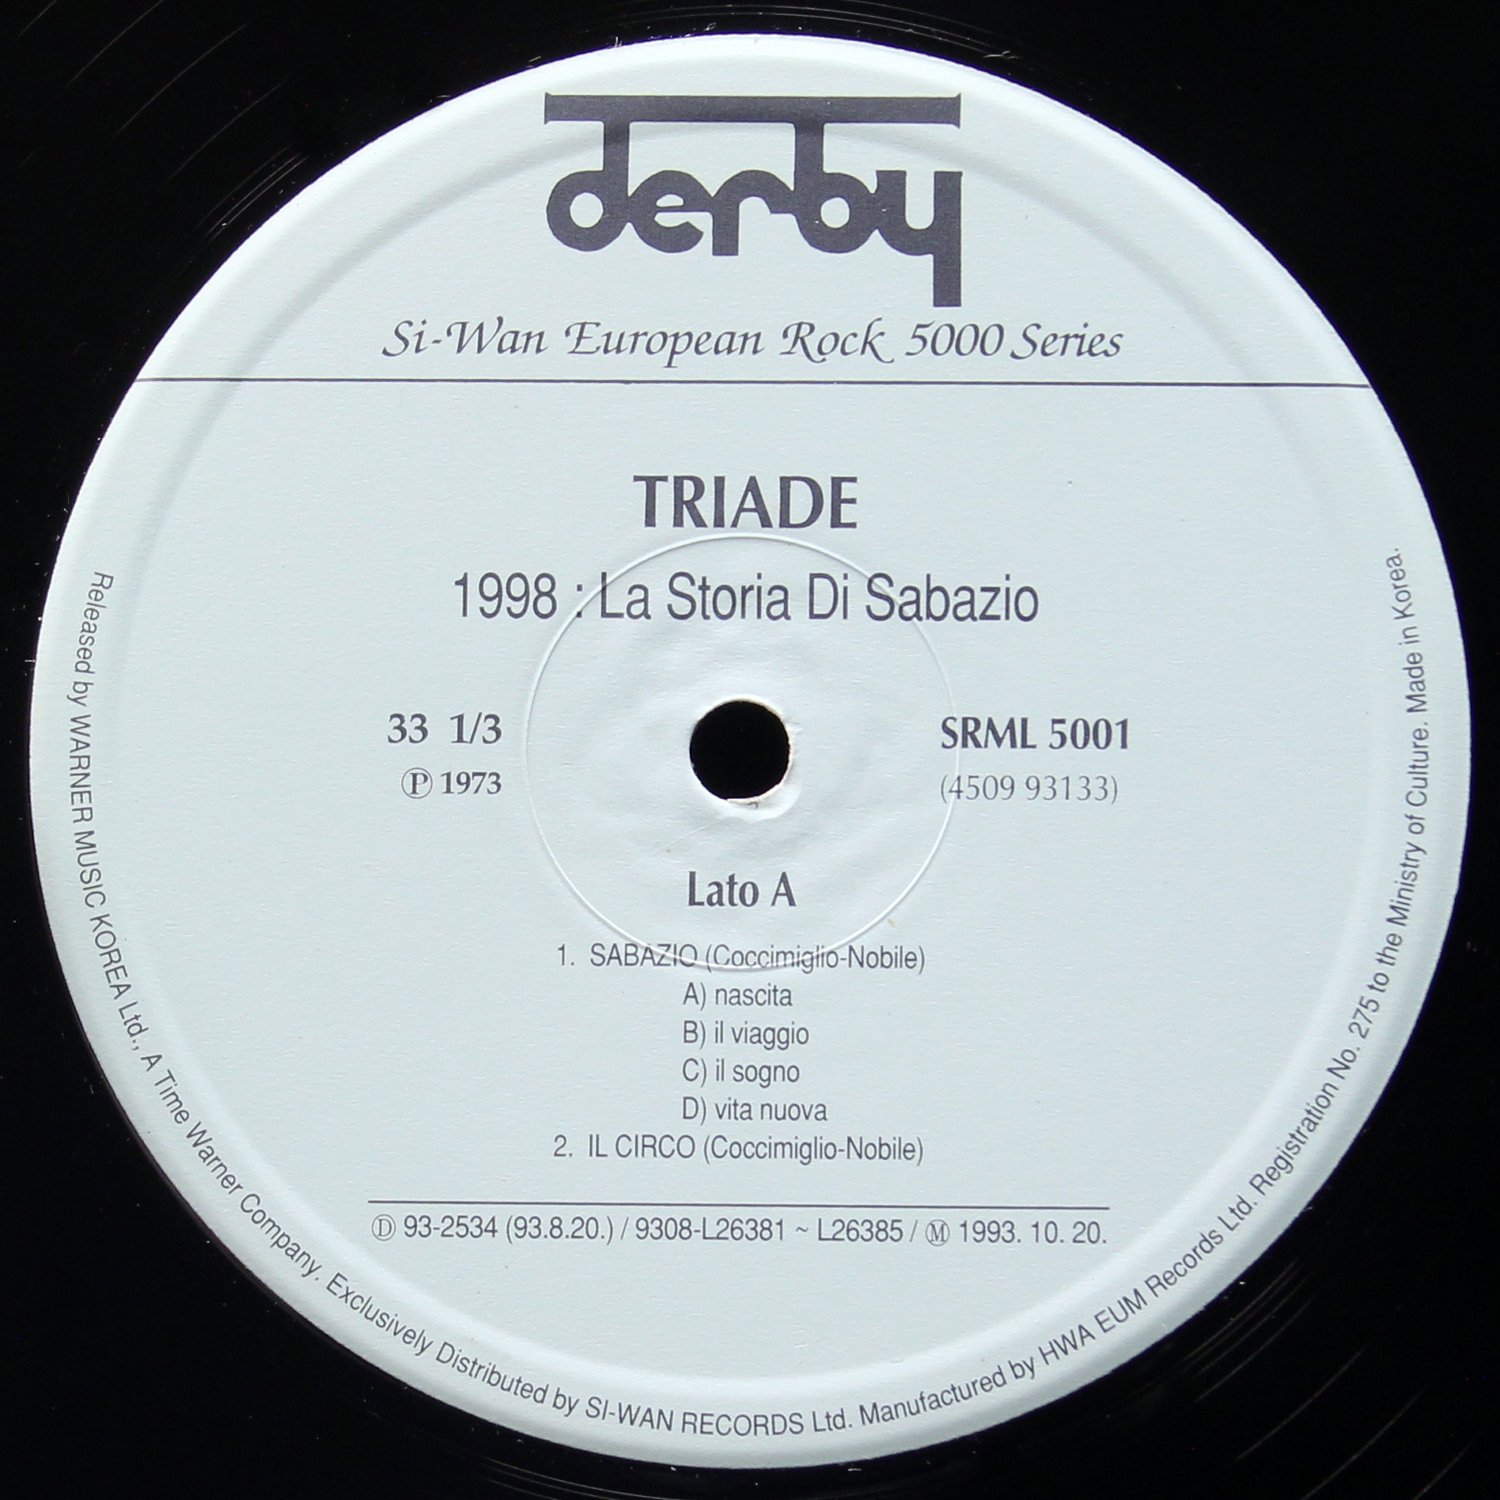 derby
Si-Wan European Rock 5000 Series
TRIADE
1998 : La Storia Di Sabazio
33 1/3
Ⓟ 1973
SRML 5001
(4509 93133)
Lato A
1. SABAZIO (Coccimiglio-Nobile)
A) nascita
B) il viaggio
C) il sogno
D) vita nuova
2. IL CIRCO (Coccimiglio-Nobile)
Ⓓ 93-2534 (93.8.20.) / 9308-L26381 ~ L26385 / Ⓜ 1993. 10. 20.
Released by WARNER MUSIC KOREA Ltd., A Time Warner Company. Exclusively Distributed by SI-WAN RECORDS Ltd. Manufactured by HWA EUM Records Ltd. Registration No. 275 to the Ministry of Culture. Made in Korea.